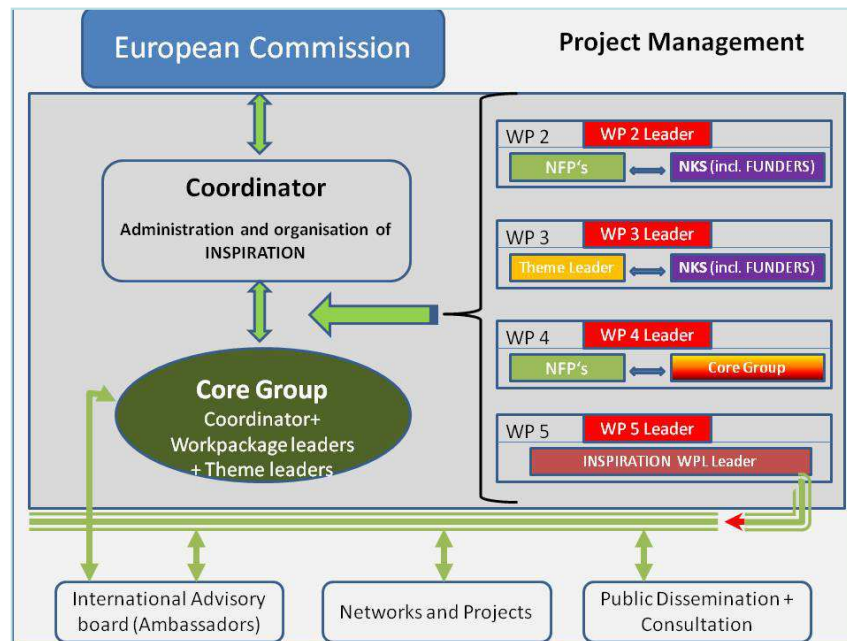 European Commission
Project Management
Coordinator
Administration and organisation of
INSPIRATION
Core Group
Coordinator+
Workpackage leaders
+ Theme leaders
WP 2
WP 2 Leader
NFP‘s
NKS (incl. FUNDERS)
WP 3
WP 3 Leader
Theme Leader
NKS (incl. FUNDERS)
WP 4
WP 4 Leader
NFP‘s
Core Group
WP 5
WP 5 Leader
INSPIRATION WPL Leader
International Advisory
board (Ambassadors)
Networks and Projects
Public Dissemination +
Consultation